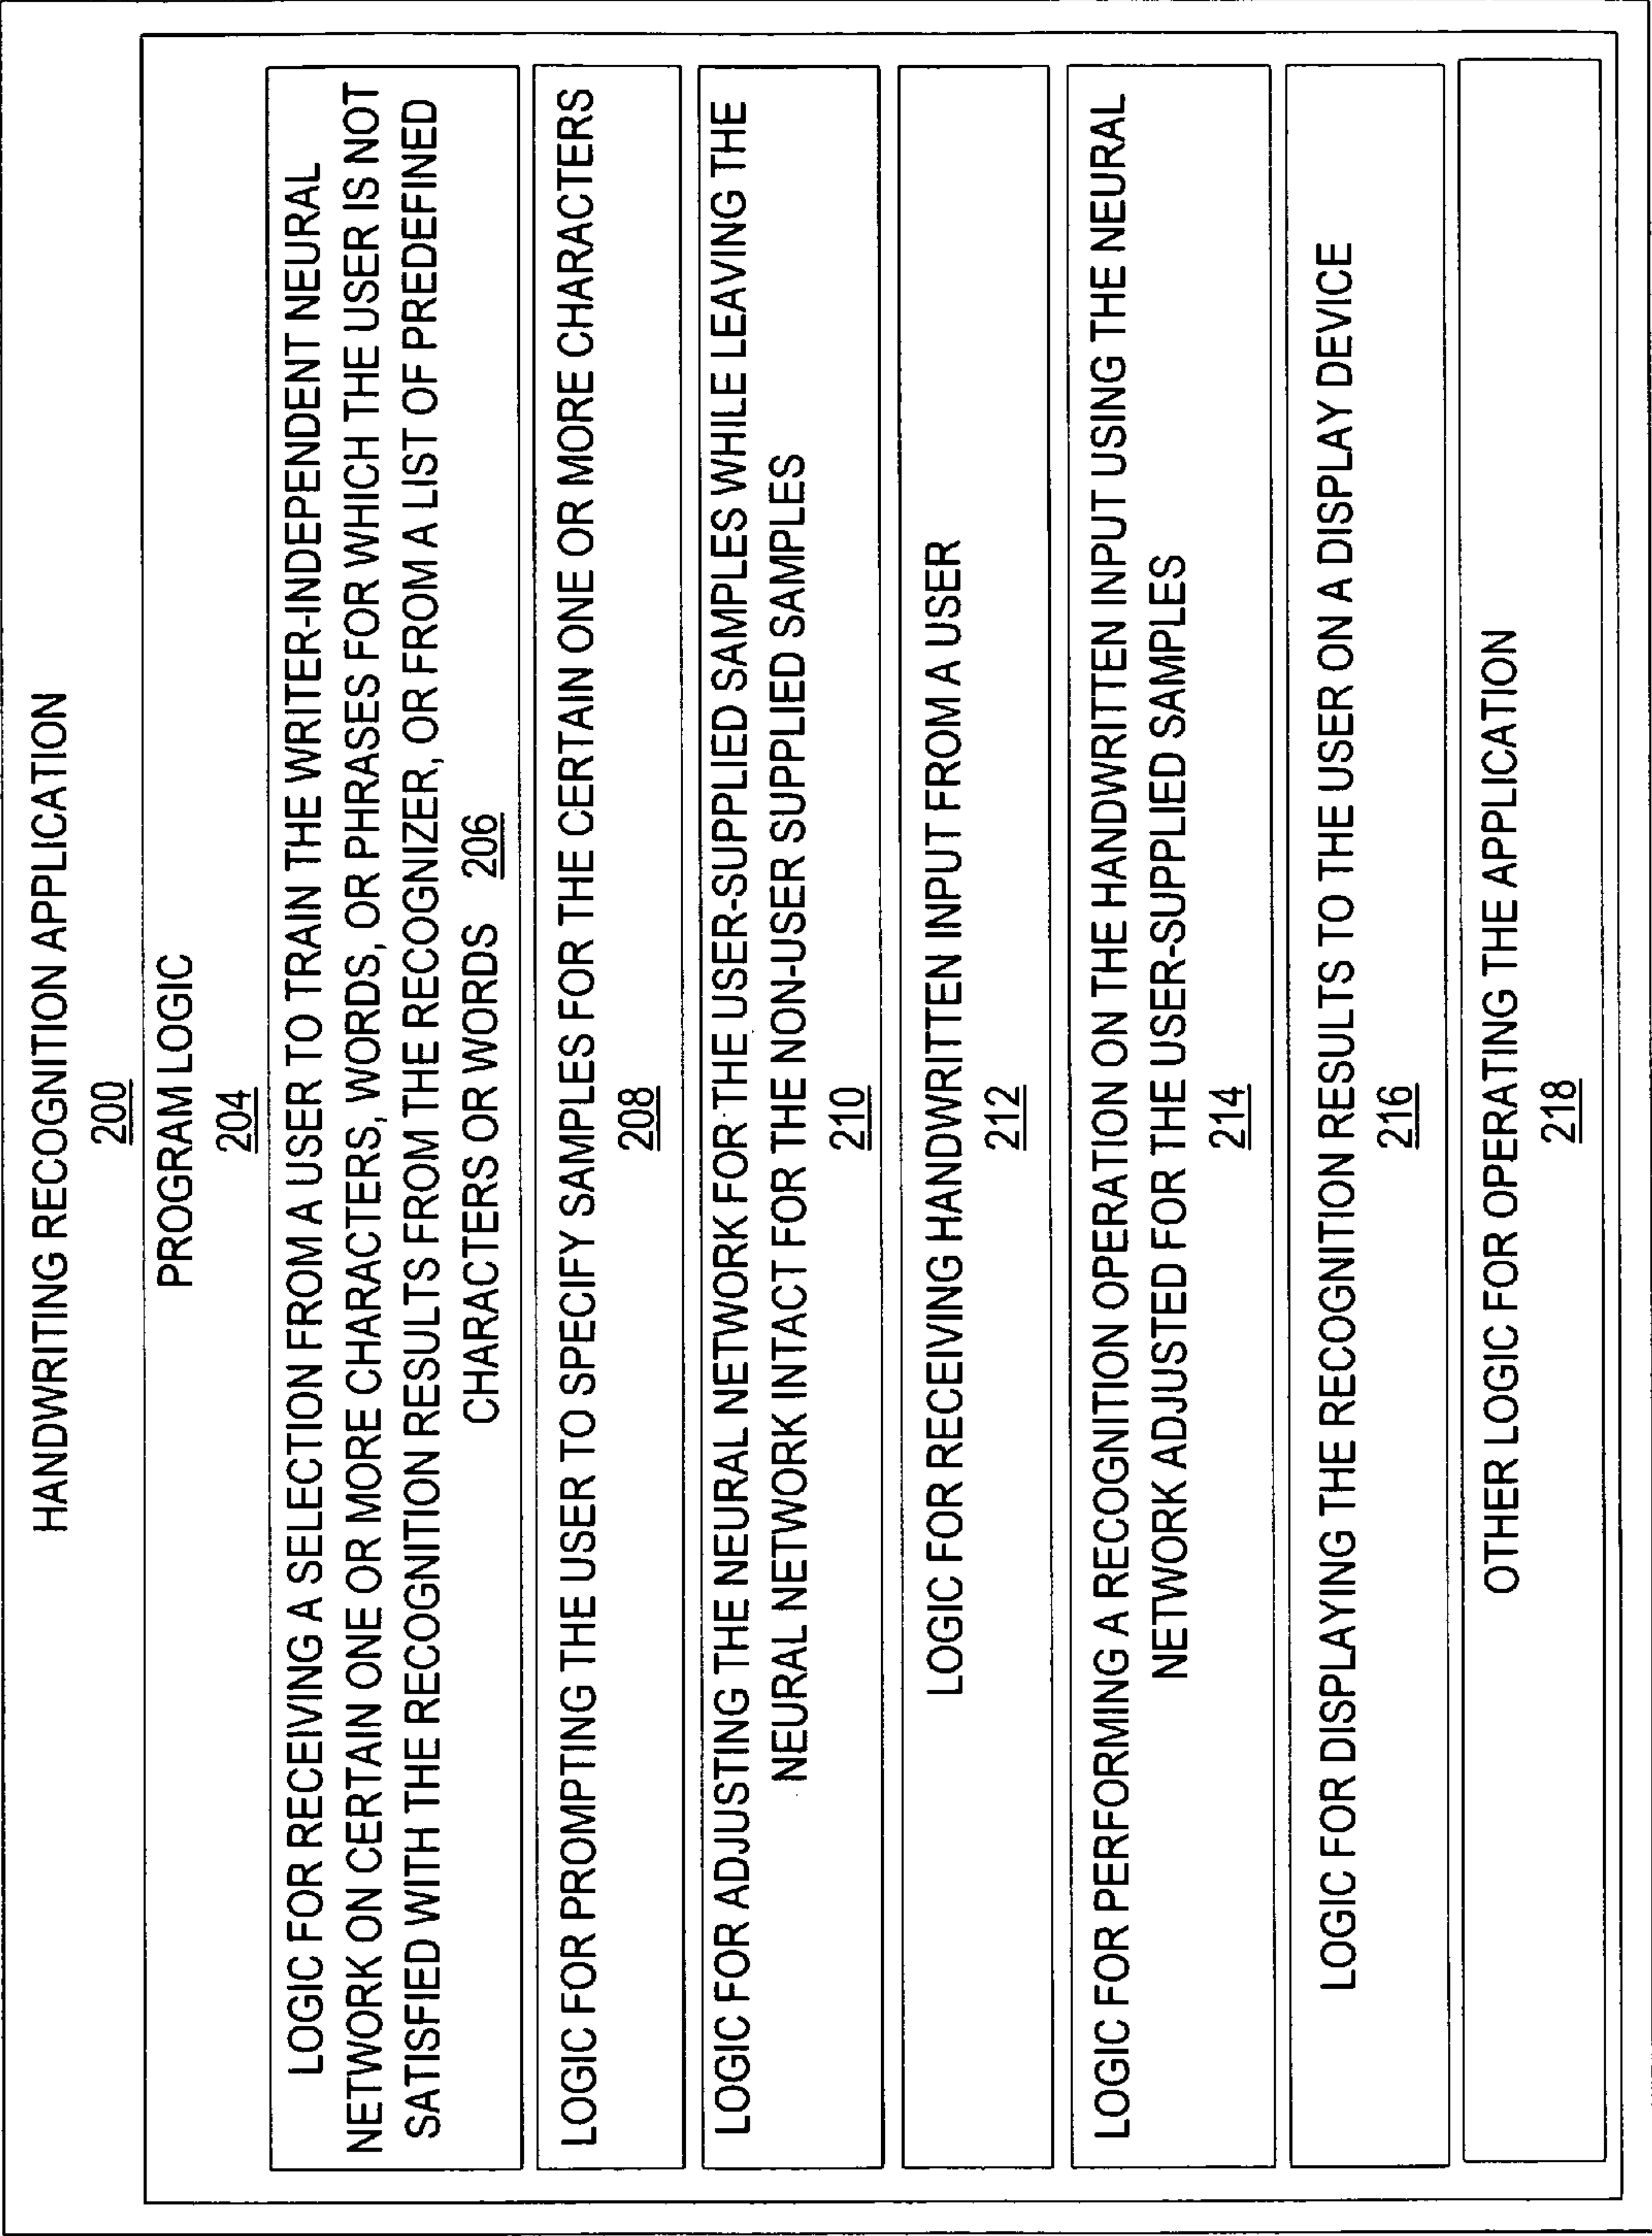 HANDWRITING RECOGNITION APPLICATION
200
PROGRAM LOGIC
204
LOGIC FOR RECEIVING A SELECTION FROM A USER TO TRAIN THE WRITER-INDEPENDENT NEURAL
NETWORK ON CERTAIN ONE OR MORE CHARACTERS, WORDS, OR PHRASES FOR WHICH THE USER IS NOT
SATISFIED WITH THE RECOGNITION RESULTS FROM THE RECOGNIZER, OR FROM A LIST OF PREDEFINED
CHARACTERS OR WORDS 206
LOGIC FOR PROMPTING THE USER TO SPECIFY SAMPLES FOR THE CERTAIN ONE OR MORE CHARACTERS
208
LOGIC FOR ADJUSTING THE NEURAL NETWORK FOR THE USER-SUPPLIED SAMPLES WHILE LEAVING THE
NEURAL NETWORK INTACT FOR THE NON-USER SUPPLIED SAMPLES
210
LOGIC FOR RECEIVING HANDWRITTEN INPUT FROM A USER
212
LOGIC FOR PERFORMING A RECOGNITION OPERATION ON THE HANDWRITTEN INPUT USING THE NEURAL
NETWORK ADJUSTED FOR THE USER-SUPPLIED SAMPLES
214
LOGIC FOR DISPLAYING THE RECOGNITION RESULTS TO THE USER ON A DISPLAY DEVICE
216
OTHER LOGIC FOR OPERATING THE APPLICATION
218